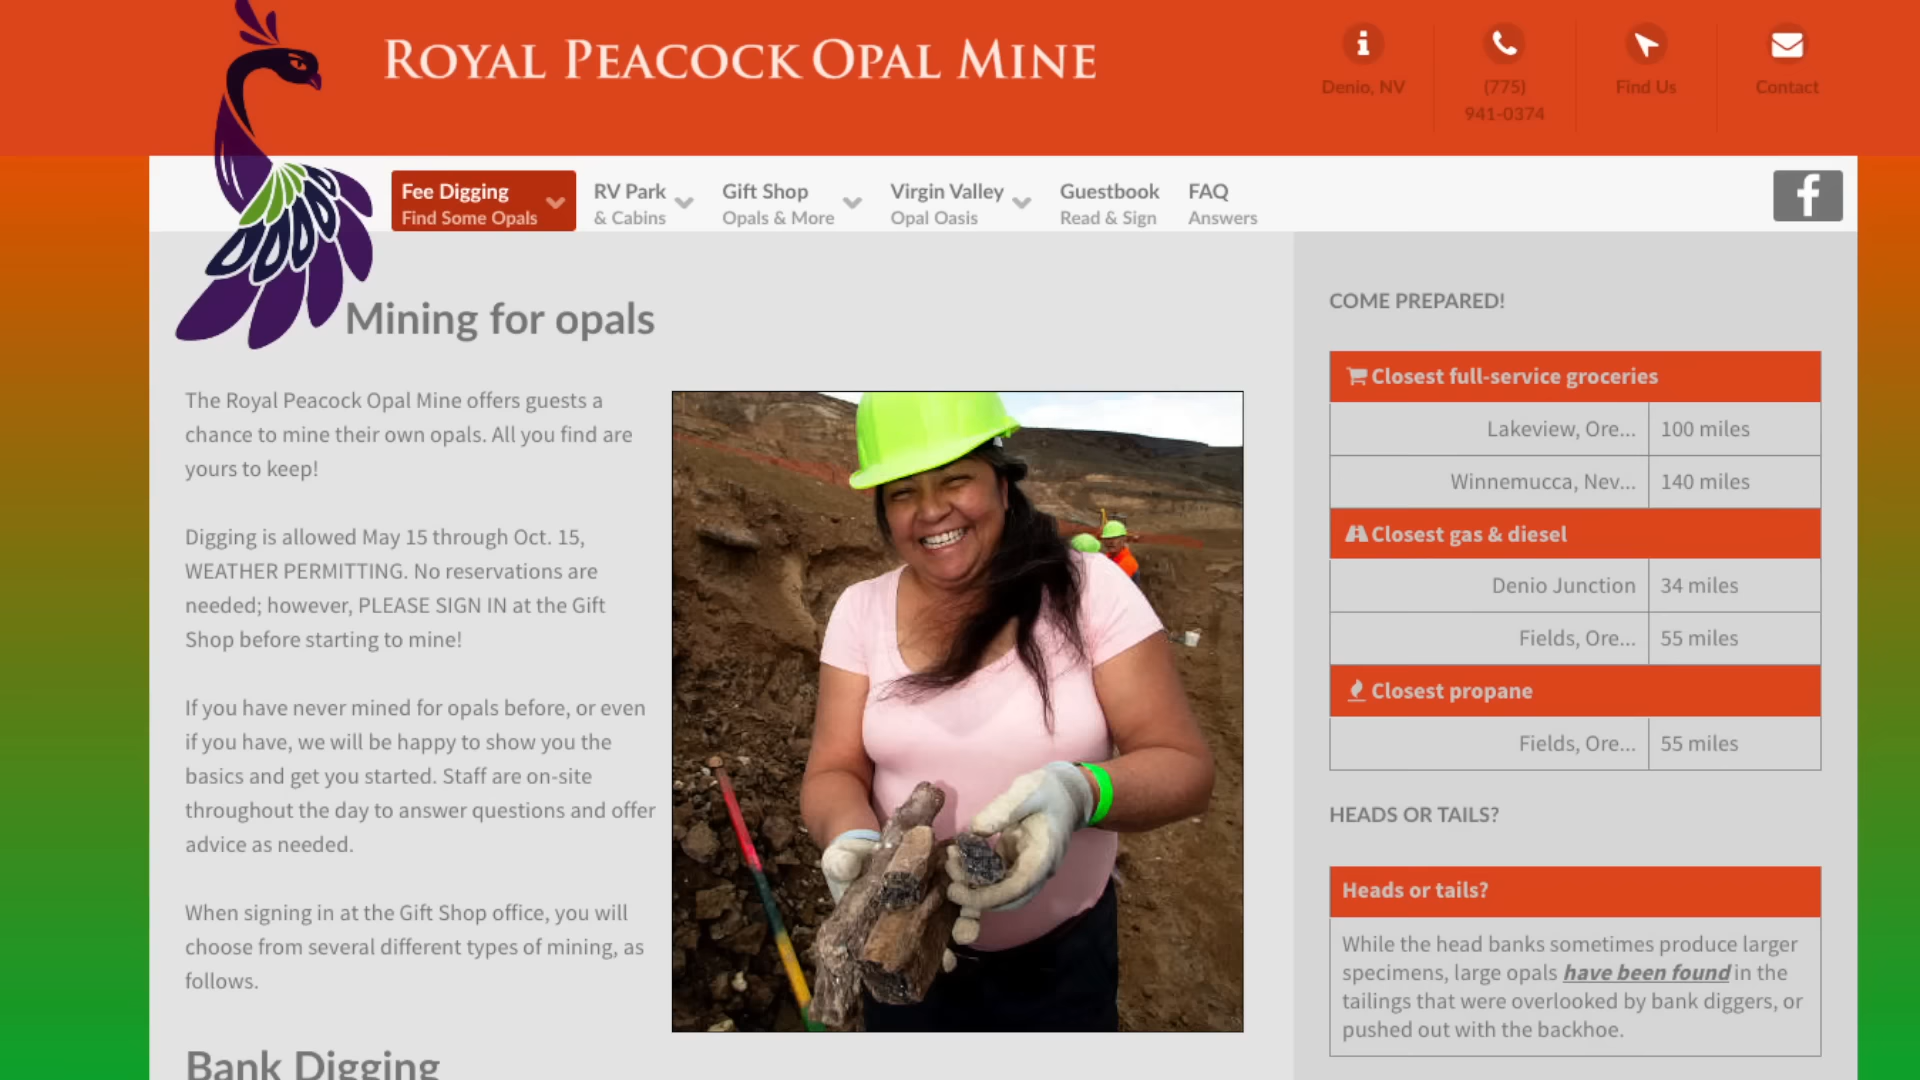 ROYAL PEACOCK OPAL MINE
Denio, NV
(775)
941-0374
Find Us
Contact
Fee Digging
Find Some Opals
RV Park
& Cabins
Gift Shop
Opals & More
Virgin Valley
Opal Oasis
Guestbook
Read & Sign
FAQ
Answers
Mining for opals
The Royal Peacock Opal Mine offers guests a
chance to mine their own opals. All you find are
yours to keep!
Digging is allowed May 15 through Oct. 15,
WEATHER PERMITTING. No reservations are
needed; however, PLEASE SIGN IN at the Gift
Shop before starting to mine!
If you have never mined for opals before, or even
if you have, we will be happy to show you the
basics and get you started. Staff are on-site
throughout the day to answer questions and offer
advice as needed.
When signing in at the Gift Shop office, you will
choose from several different types of mining, as
follows.
Bank Digging
COME PREPARED!
Closest full-service groceries
Lakeview, Ore... 100 miles
Winnemucca, Nev... 140 miles
Closest gas & diesel
Denio Junction 34 miles
Fields, Ore... 55 miles
Closest propane
Fields, Ore... 55 miles
HEADS OR TAILS?
Heads or tails?
While the head banks sometimes produce larger
specimens, large opals have been found in the
tailings that were overlooked by bank diggers, or
pushed out with the backhoe.